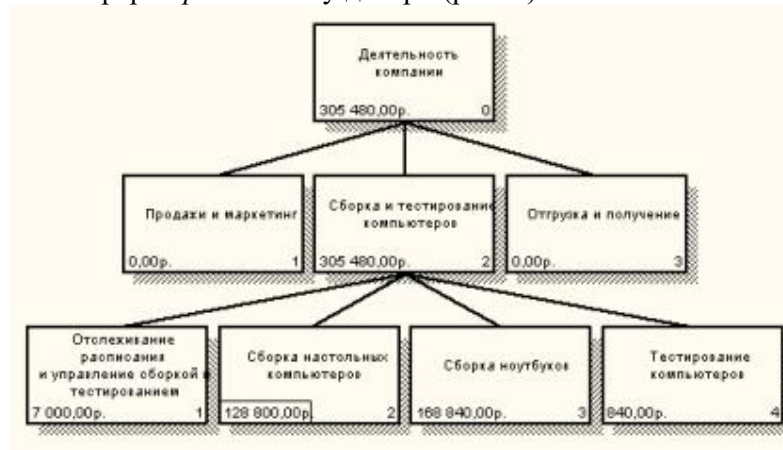 Деятельность
компании
305 480,00р. 0
Продажи и маркетинг
0,00р. 1
Сборка и тестирование
компьютеров
305 480,00р. 2
Отгрузка и получение
0,00р. 3
Отслеживание
расписания
и управление сборкой и
тестированием
7 000,00р. 1
Сборка настольных
компьютеров
128 800,00р. 2
Сборка ноутбуков
168 840,00р. 3
Тестирование
компьютеров
840,00р. 4